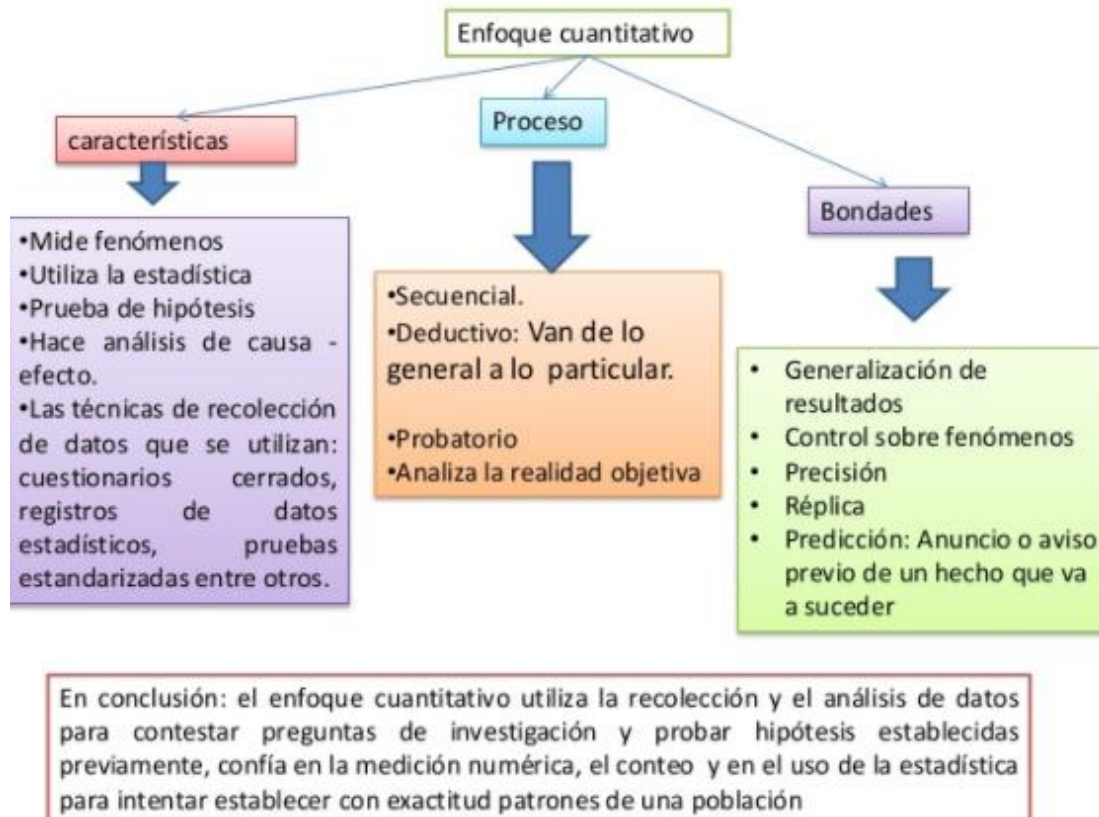 Enfoque cuantitativo
características
Proceso
Bondades
•Mide fenómenos
•Utiliza la estadística
•Prueba de hipótesis
•Hace análisis de causa -
efecto.
•Las técnicas de recolección
de datos que se utilizan:
cuestionarios cerrados,
registros de datos
estadísticos, pruebas
estandarizadas entre otros.
•Secuencial.
•Deductivo: Van de lo
general a lo particular.
•Probatorio
•Analiza la realidad objetiva
• Generalización de
resultados
• Control sobre fenómenos
• Precisión
• Réplica
• Predicción: Anuncio o aviso
previo de un hecho que va
a suceder
En conclusión: el enfoque cuantitativo utiliza la recolección y el análisis de datos
para contestar preguntas de investigación y probar hipótesis establecidas
previamente, confía en la medición numérica, el conteo y en el uso de la estadística
para intentar establecer con exactitud patrones de una población